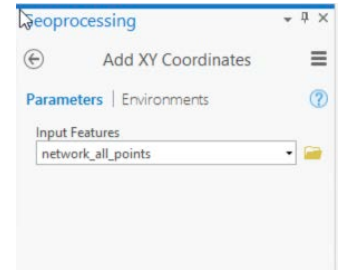 Geoprocessing
Add XY Coordinates
Parameters | Environments
Input Features
network_all_points